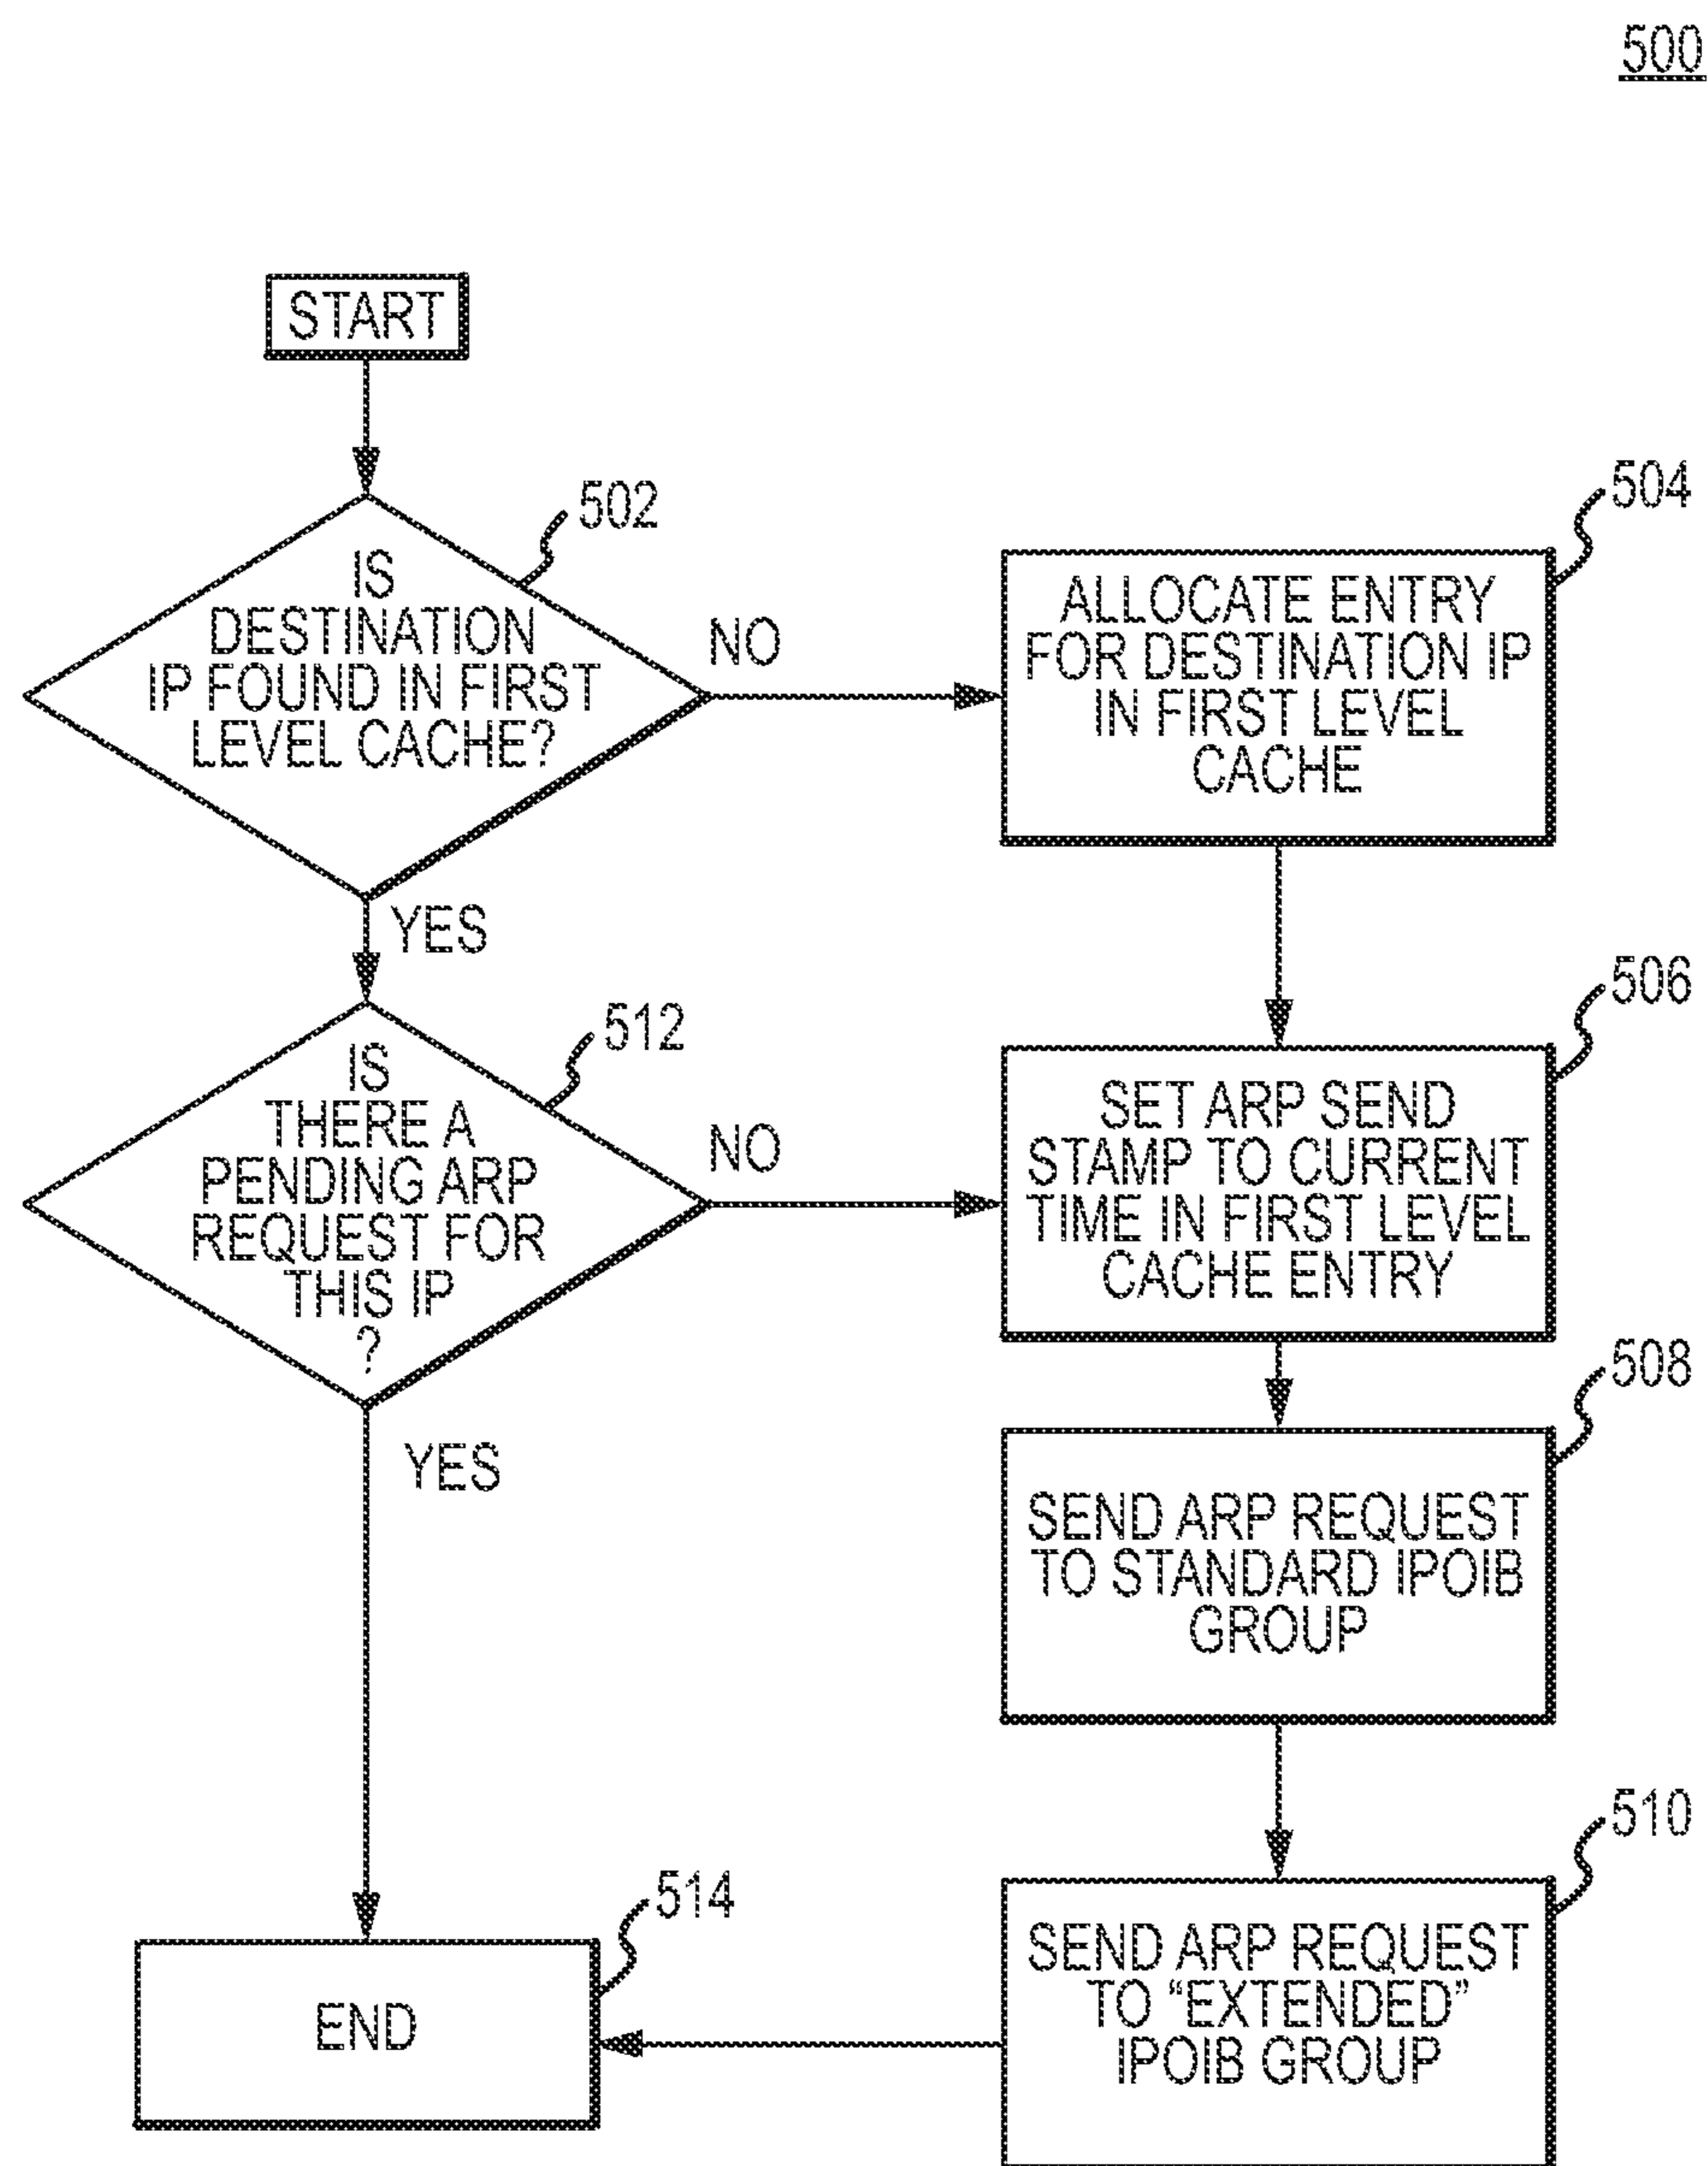 500
START
502
IS
DESTINATION
IP FOUND IN FIRST
LEVEL CACHE?
NO
YES
504
ALLOCATE ENTRY
FOR DESTINATION IP
IN FIRST LEVEL
CACHE
512
IS
THERE A
PENDING ARP
REQUEST FOR
THIS IP
?
NO
YES
506
SET ARP SEND
STAMP TO CURRENT
TIME IN FIRST LEVEL
CACHE ENTRY
508
SEND ARP REQUEST
TO STANDARD IPOIB
GROUP
510
SEND ARP REQUEST
TO “EXTENDED”
IPOIB GROUP
514
END